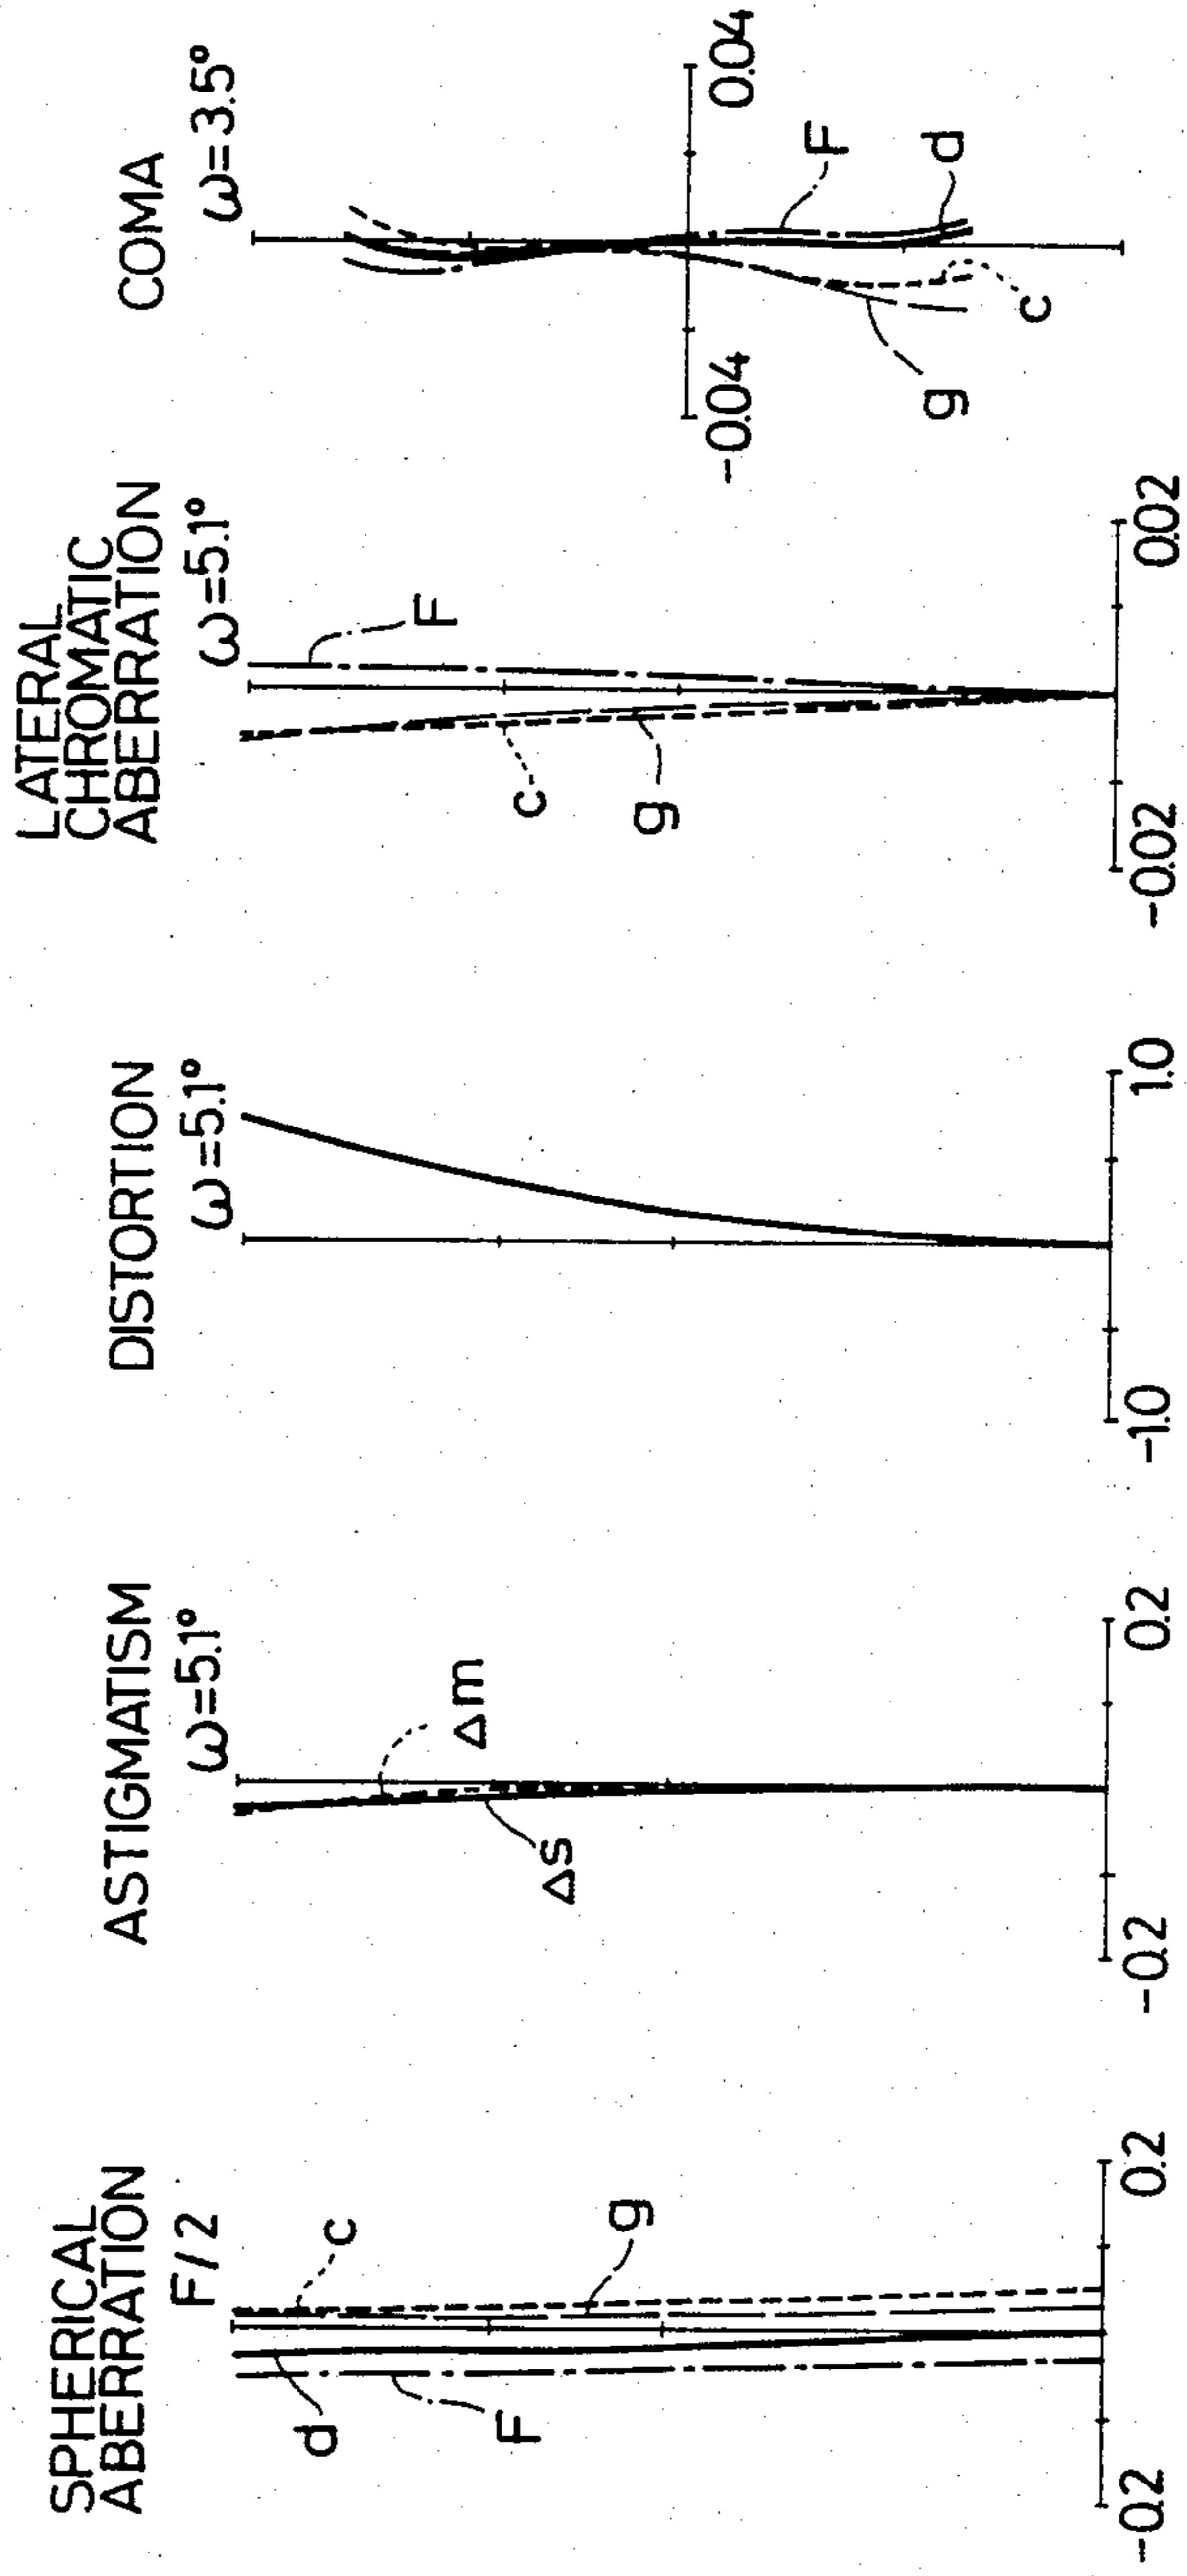 SPHERICAL
ABERRATION
F/2
d
F
c
g
-0.2
0.2
ASTIGMATISM
ω=5.1°
Δs
Δm
-0.2
0.2
DISTORTION
ω=5.1°
-1.0
1.0
LATERAL
CHROMATIC
ABERRATION
ω=5.1°
c
g
F
-0.02
0.02
COMA
ω=3.5°
-0.04
0.04
g
c
F
d